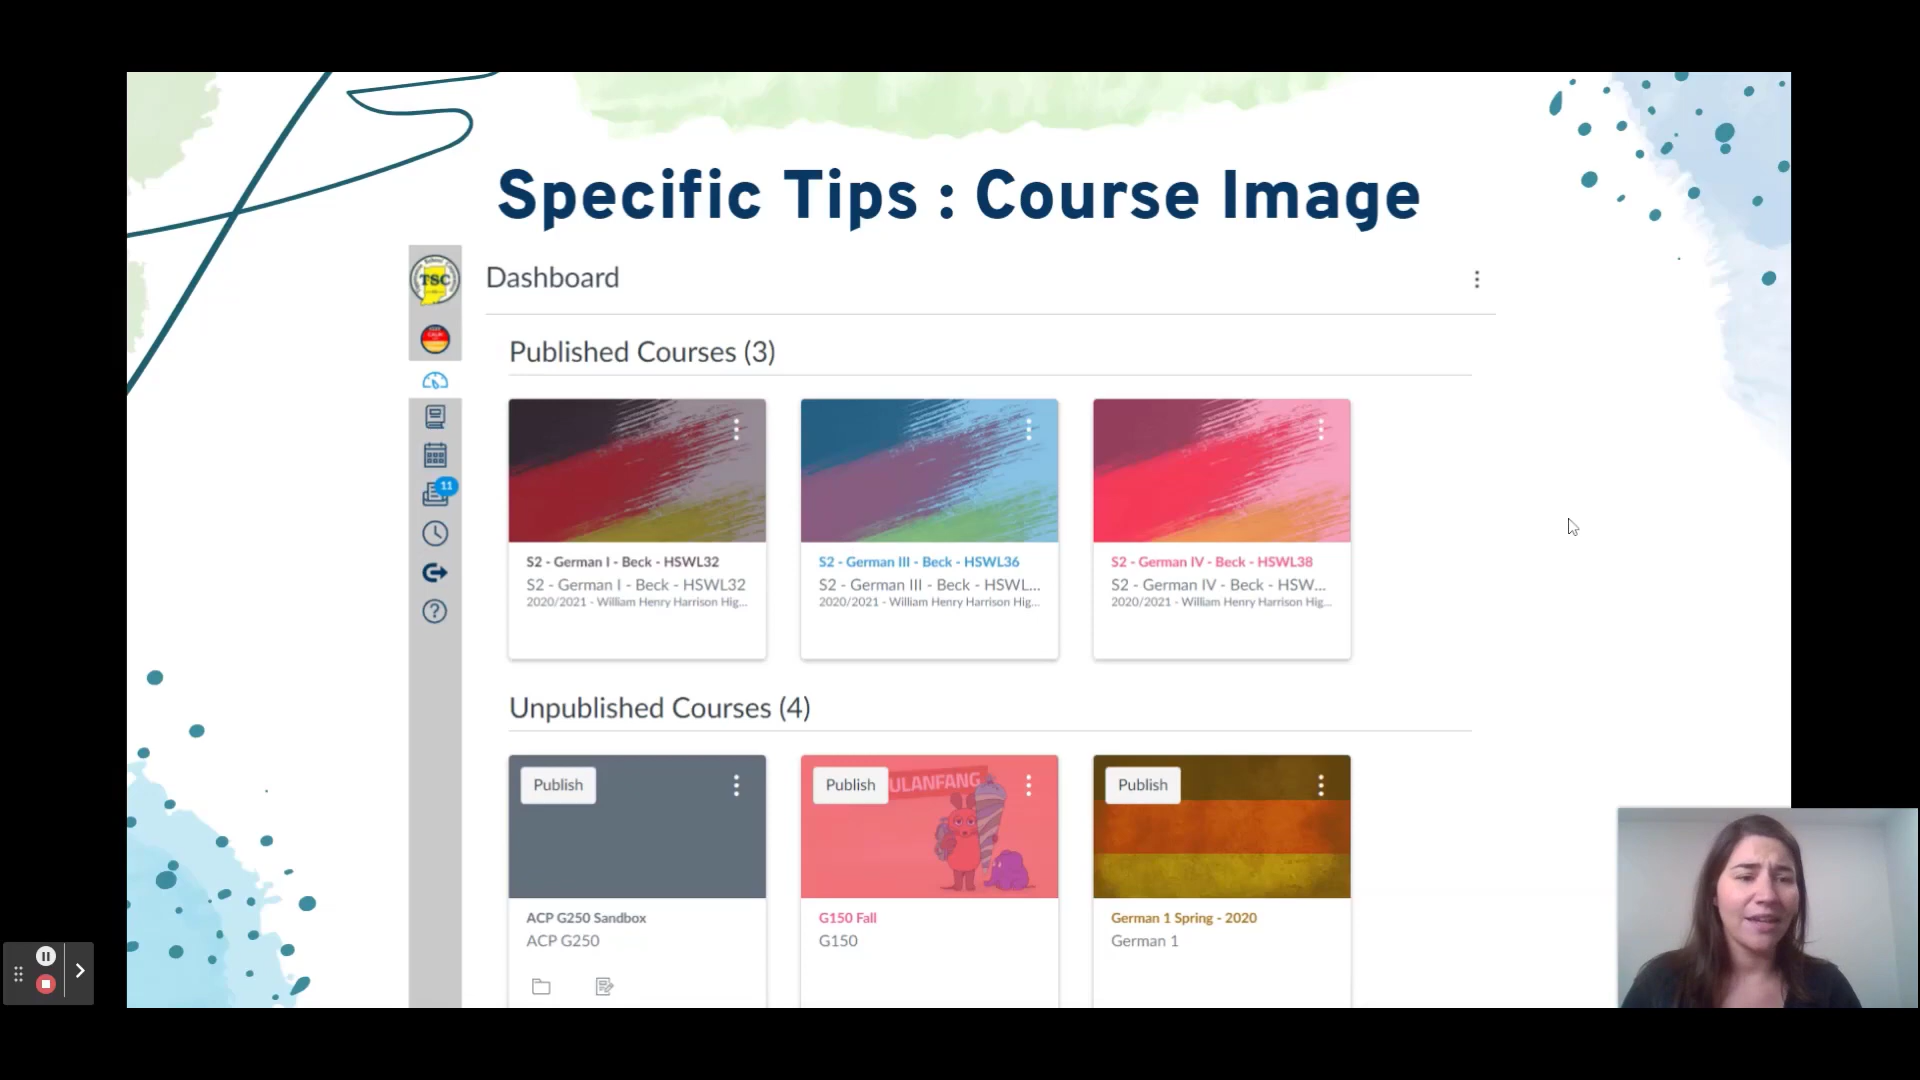 Specific Tips : Course Image
TSC
Dashboard
Published Courses (3)
11
S2 - German I - Beck - HSWL32
S2 - German I - Beck - HSWL32
2020/2021 - William Henry Harrison Hig...
S2 - German III - Beck - HSWL36
S2 - German III - Beck - HSWL...
2020/2021 - William Henry Harrison Hig...
S2 - German IV - Beck - HSWL38
S2 - German IV - Beck - HSW...
2020/2021 - William Henry Harrison Hig...
Unpublished Courses (4)
Publish
ACP G250 Sandbox
ACP G250
Publish
ULANFANG
G150 Fall
G150
Publish
German 1 Spring - 2020
German 1